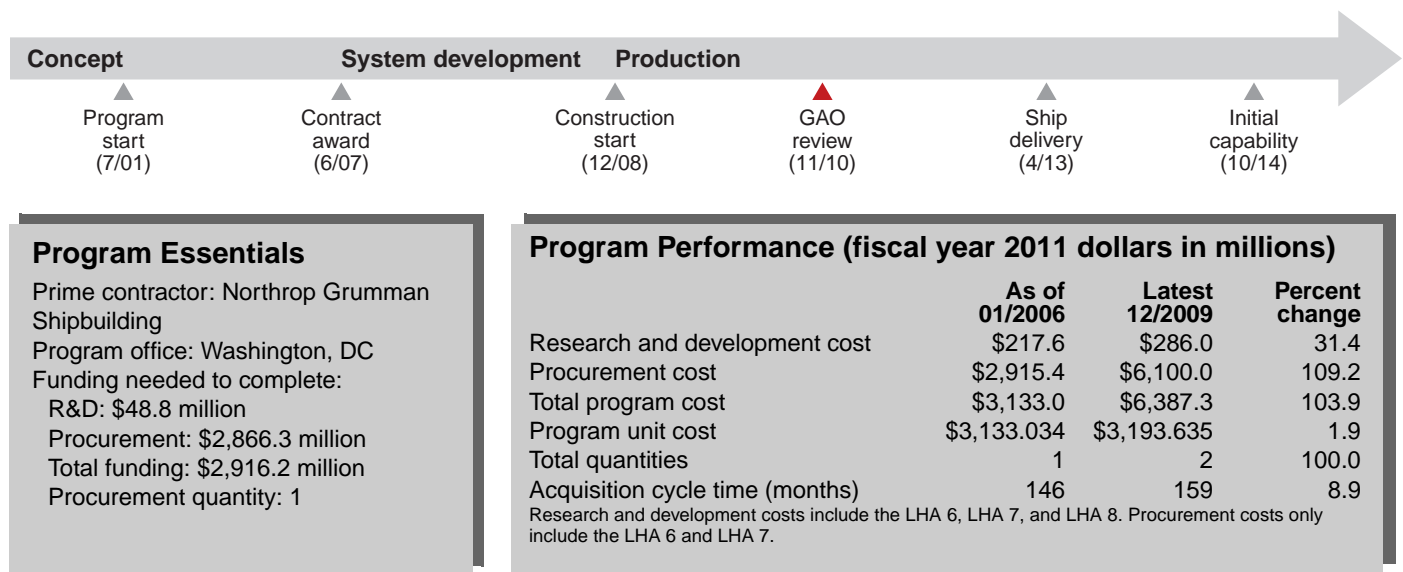 Concept System development Production
Program
start
(7/01)
Contract
award
(6/07)
Construction
start
(12/08)
GAO
review
(11/10)
Ship
delivery
(4/13)
Initial
capability
(10/14)
Program Essentials
Prime contractor: Northrop Grumman
Shipbuilding
Program office: Washington, DC
Funding needed to complete:
R&D: $48.8 million
Procurement: $2,866.3 million
Total funding: $2,916.2 million
Procurement quantity: 1
Program Performance (fiscal year 2011 dollars in millions)
As of Latest Percent
01/2006 12/2009 change
Research and development cost $217.6 $286.0 31.4
Procurement cost $2,915.4 $6,100.0 109.2
Total program cost $3,133.0 $6,387.3 103.9
Program unit cost $3,133.034 $3,193.635 1.9
Total quantities 1 2 100.0
Acquisition cycle time (months) 146 159 8.9
Research and development costs include the LHA 6, LHA 7, and LHA 8. Procurement costs only
include the LHA 6 and LHA 7.